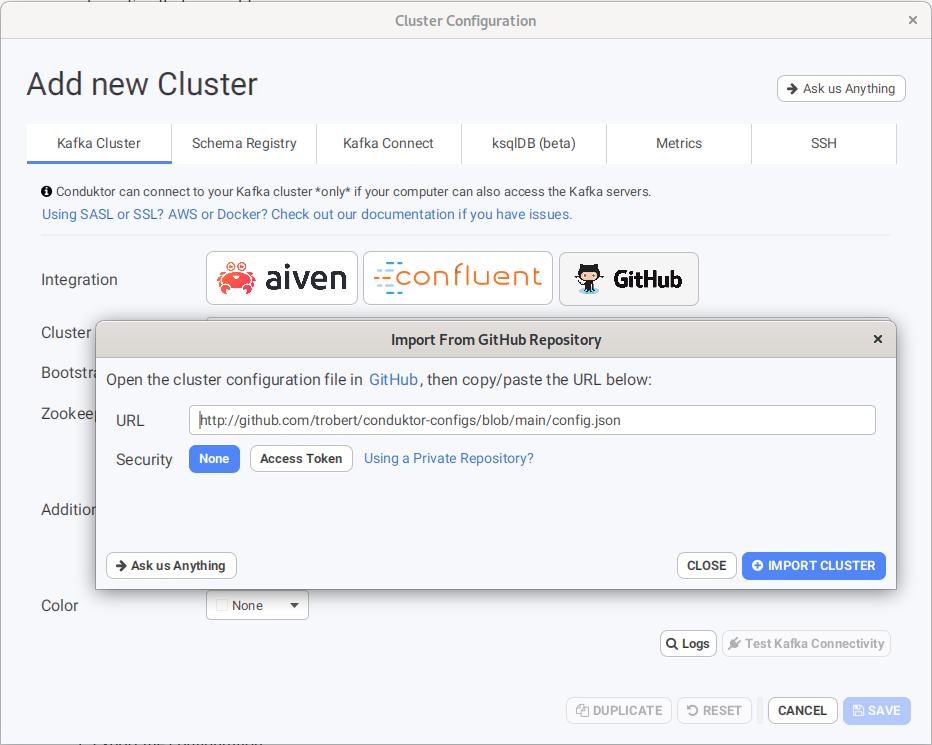 Cluster Configuration
Add new Cluster
Ask us Anything
Kafka Cluster Schema Registry Kafka Connect ksqlDB (beta) Metrics SSH
Conduktor can connect to your Kafka cluster *only* if your computer can also access the Kafka servers.
Using SASL or SSL? AWS or Docker? Check out our documentation if you have issues.
Integration aiven confluent GitHub
Cluster
Import From GitHub Repository
Open the cluster configuration file in GitHub, then copy/paste the URL below:
URL http://github.com/trobert/conduktor-configs/blob/main/config.json
Security None Access Token Using a Private Repository?
Ask us Anything CLOSE IMPORT CLUSTER
Color None
Logs Test Kafka Connectivity
DUPLICATE RESET CANCEL SAVE